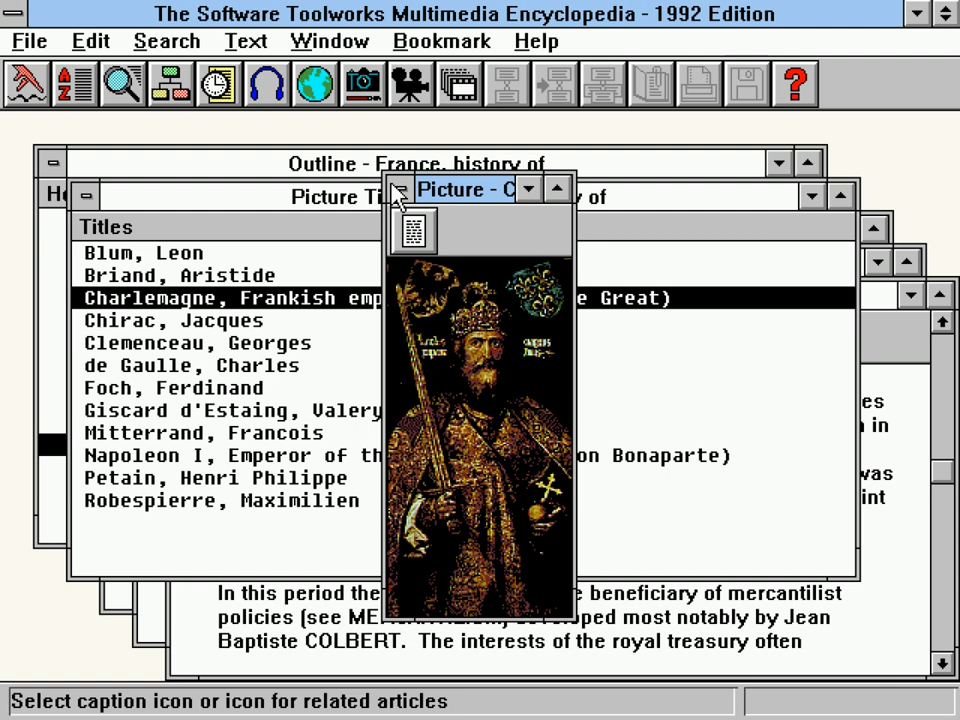 The Software Toolworks Multimedia Encyclopedia - 1992 Edition
File Edit Search Text Window Bookmark Help
A
Z
?
Outline - France, history of
He
Picture Ti
y of
Picture - C
Titles
Blum, Leon
Briand, Aristide
Charlemagne, Frankish emp
e Great)
Chirac, Jacques
Clemenceau, Georges
de Gaulle, Charles
Foch, Ferdinand
Giscard d'Estaing, Valery
Mitterrand, Francois
Napoleon I, Emperor of th
on Bonaparte)
Petain, Henri Philippe
Robespierre, Maximilien
es
in
was
int
In this period the
e beneficiary of mercantilist
policies (see ME
oped most notably by Jean
Baptiste COLBERT. The interests of the royal treasury often
Select caption icon or icon for related articles